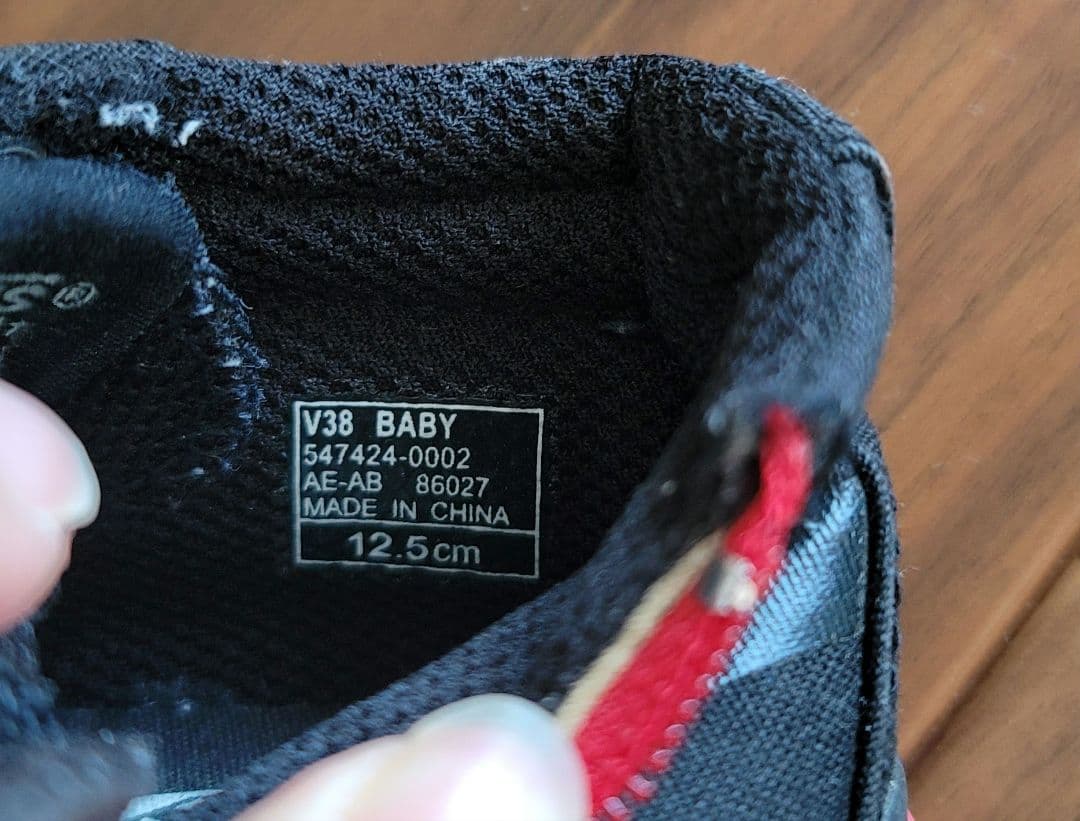 V38 BABY
547424-0002
AE-AB 86027
MADE IN CHINA
12.5cm